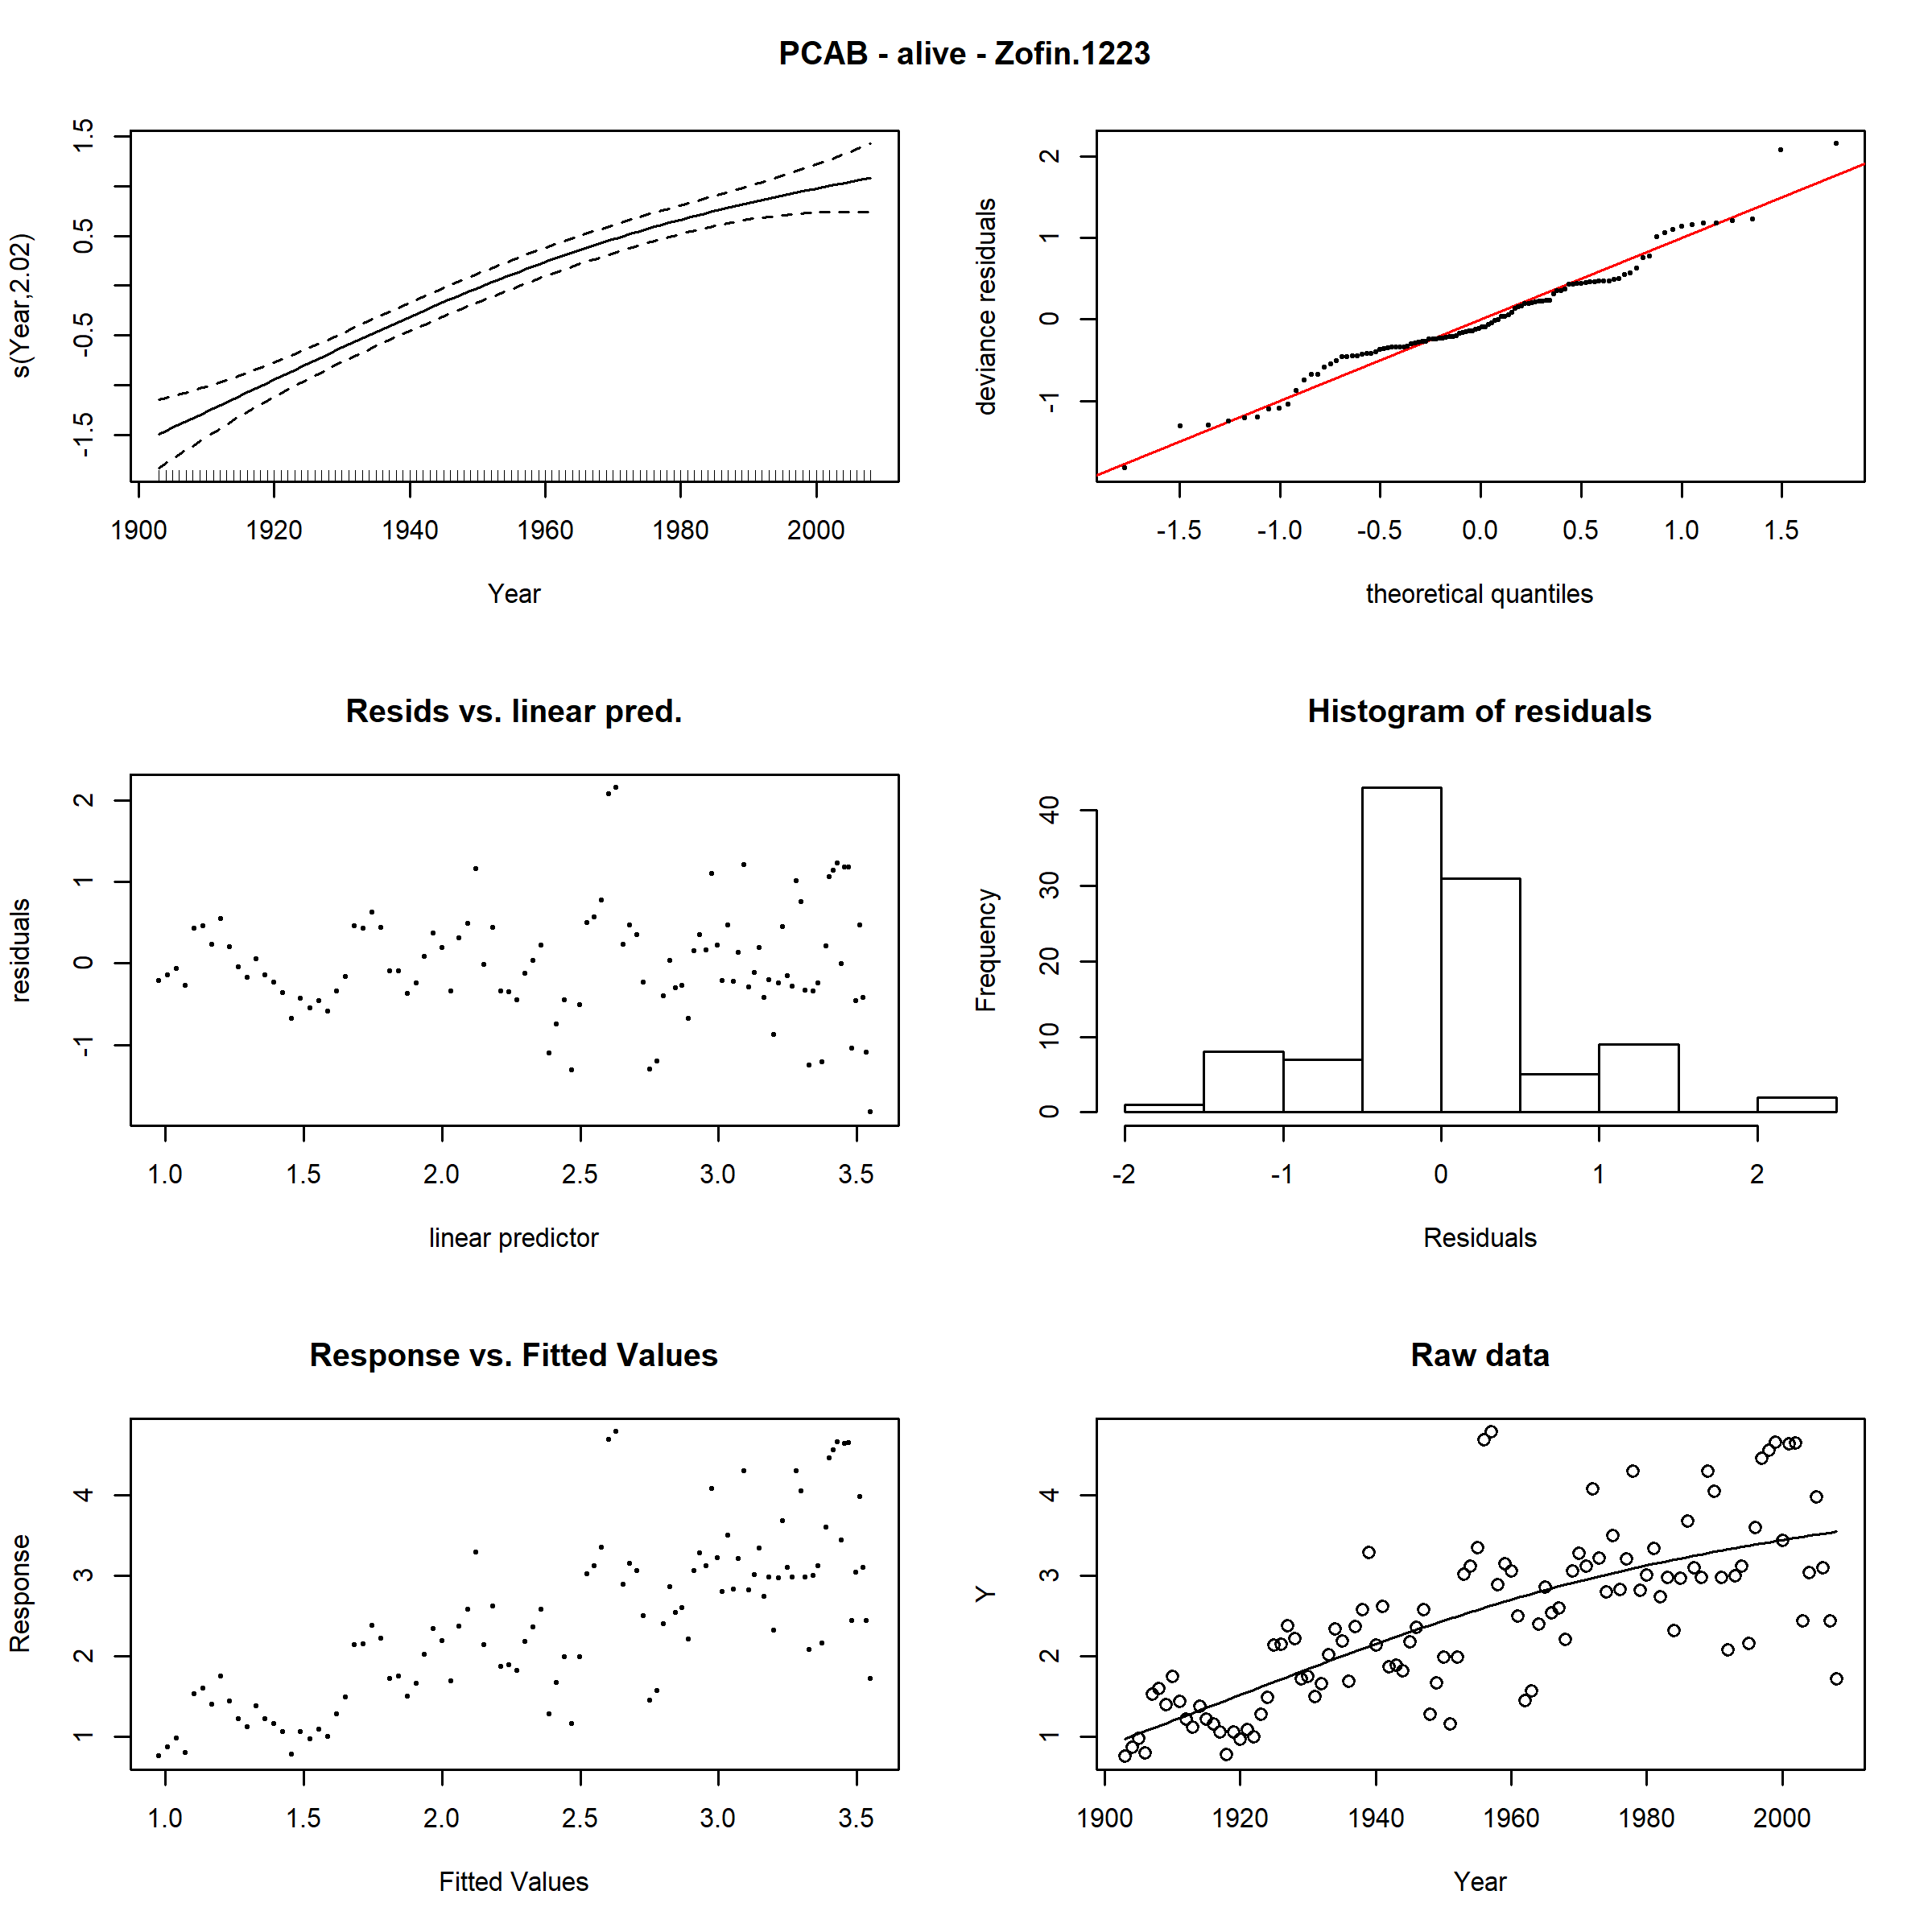 PCAB - alive - Zofin.1223
s(Year,2.02)
-1.5 -0.5 0.5 1.5
1900 1920 1940 1960 1980 2000
Year
deviance residuals
-1 0 1 2
-1.5 -1.0 -0.5 0.0 0.5 1.0 1.5
theoretical quantiles
Resids vs. linear pred.
residuals
-1 0 1 2
1.0 1.5 2.0 2.5 3.0 3.5
linear predictor
Histogram of residuals
Frequency
0 10 20 30 40
-2 -1 0 1 2
Residuals
Response vs. Fitted Values
Response
1 2 3 4
1.0 1.5 2.0 2.5 3.0 3.5
Fitted Values
Raw data
Y
1 2 3 4
1900 1920 1940 1960 1980 2000
Year